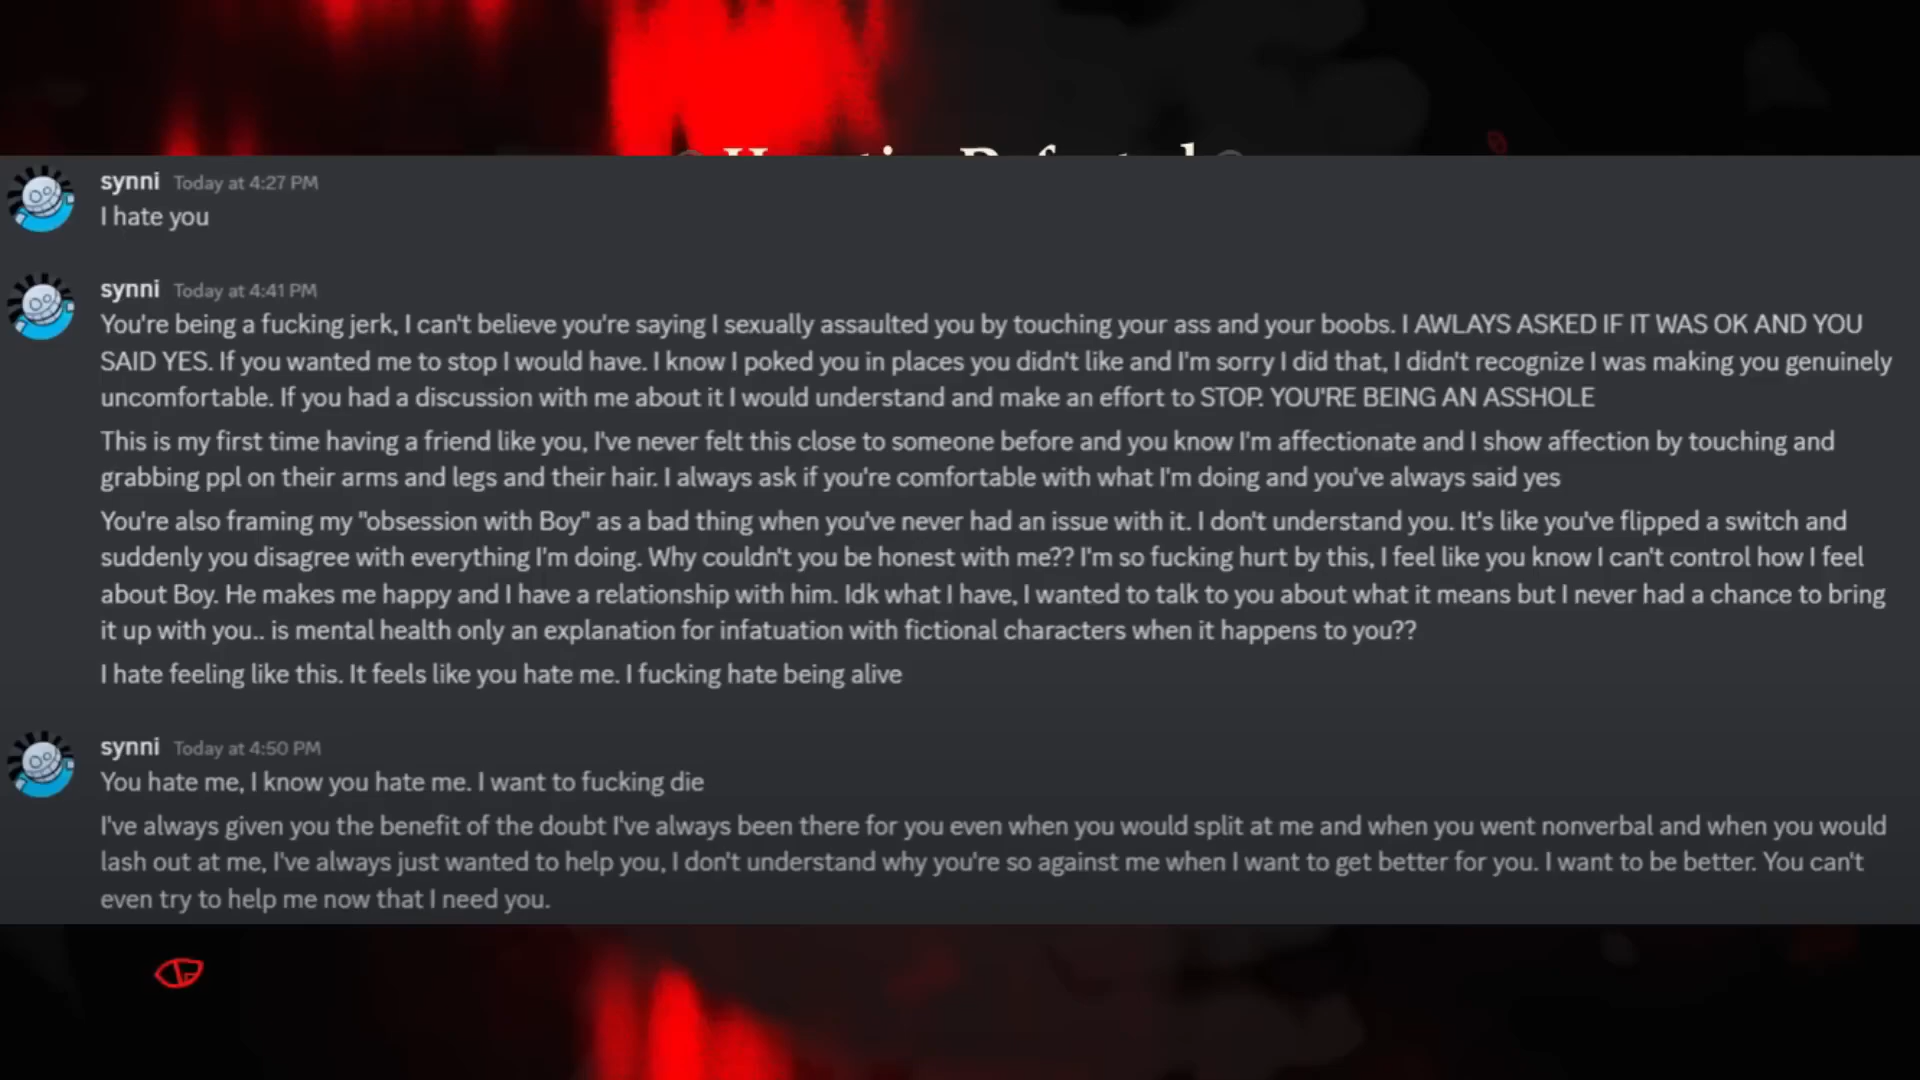 synni Today at 4:27 PM
I hate you
synni Today at 4:41 PM
You're being a fucking jerk, I can't believe you're saying I sexually assaulted you by touching your ass and your boobs. I AWLAYS ASKED IF IT WAS OK AND YOU
SAID YES. If you wanted me to stop I would have. I know I poked you in places you didn't like and I'm sorry I did that, I didn't recognize I was making you genuinely
uncomfortable. If you had a discussion with me about it I would understand and make an effort to STOP. YOU'RE BEING AN ASSHOLE
This is my first time having a friend like you, I've never felt this close to someone before and you know I'm affectionate and I show affection by touching and
grabbing ppl on their arms and legs and their hair. I always ask if you're comfortable with what I'm doing and you've always said yes
You're also framing my "obsession with Boy" as a bad thing when you've never had an issue with it. I don't understand you. It's like you've flipped a switch and
suddenly you disagree with everything I'm doing. Why couldn't you be honest with me?? I'm so fucking hurt by this, I feel like you know I can't control how I feel
about Boy. He makes me happy and I have a relationship with him. Idk what I have, I wanted to talk to you about what it means but I never had a chance to bring
it up with you.. is mental health only an explanation for infatuation with fictional characters when it happens to you??
I hate feeling like this. It feels like you hate me. I fucking hate being alive
synni Today at 4:50 PM
You hate me, I know you hate me. I want to fucking die
I've always given you the benefit of the doubt I've always been there for you even when you would split at me and when you went nonverbal and when you would
lash out at me, I've always just wanted to help you, I don't understand why you're so against me when I want to get better for you. I want to be better. You can't
even try to help me now that I need you.